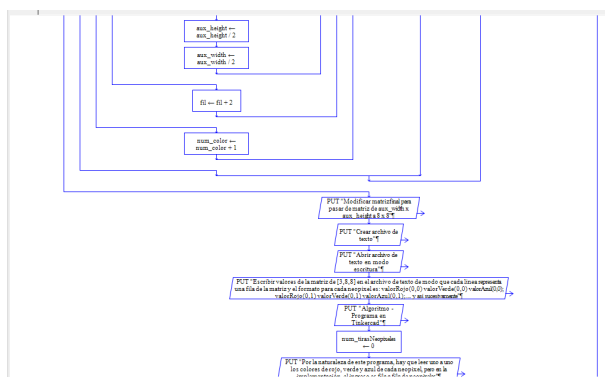 aux_height ←
aux_height / 2
aux_width ←
aux_width / 2
fil ← fil + 2
num_color ←
num_color + 1
PUT "Modificar matrizfinal para
pasar de matriz de aux_width x
aux_height a 8 x 8"¶
PUT "Crear archivo de
texto"¶
PUT "Abrir archivo de
texto en modo
escritura"¶
PUT "Escribir valores de la matriz de [3,8,8] en el archivo de texto de modo que cada linea representa
una fila de la matriz y el formato para cada neopixel es: valorRojo(0,0) valorVerde(0,0) valorAzul(0,0);
valorRojo(0,1) valorVerde(0,1) valorAzul(0,1);... y asi sucesivamente"¶
PUT "Algoritmo -
Programa en
Tinkercad"¶
num_tirasNeopixeles
← 0
PUT "Por la naturaleza de este programa, hay que leer uno a uno
los colores de rojo, verde y azul de cada neopixel, pero en la